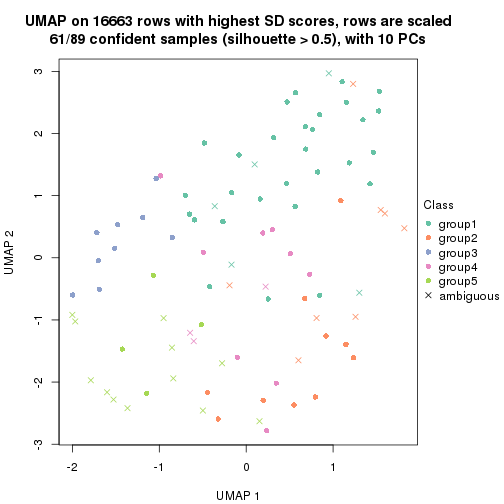 UMAP on 16663 rows with highest SD scores, rows are scaled
61/89 confident samples (silhouette > 0.5), with 10 PCs
3
2
1
0
-1
-2
-3
UMAP 2
-2
-1
0
1
UMAP 1
Class
group1
group2
group3
group4
group5
ambiguous